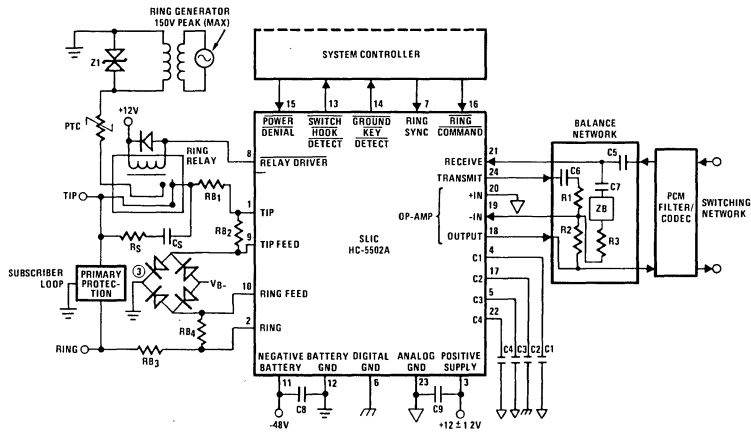 RING GENERATOR
150V PEAK (MAX)
Z1
PTC
+12V
RING
RELAY
TIP
RB1
RS
CS
RB2
SUBSCRIBER
LOOP
PRIMARY
PROTEC-
TION
3
VB-
RB4
RING
RB3
SYSTEM CONTROLLER
15
13
14
7
16
POWER
DENIAL
SWITCH
HOOK
DETECT
GROUND
KEY
DETECT
RING
SYNC
RING
COMMAND
8
RELAY DRIVER
1
TIP
9
TIP FEED
10
RING FEED
2
RING
SLIC
HC-5502A
RECEIVE
21
TRANSMIT
24
+IN
20
OP-AMP
-IN
19
OUTPUT
18
C1
4
C2
17
C3
5
C4
22
NEGATIVE
BATTERY
BATTERY
GND
DIGITAL
GND
ANALOG
GND
POSITIVE
SUPPLY
11
12
6
23
3
C8
C9
-48V
+12 ± 1 2V
C4
C3
C2
C1
BALANCE
NETWORK
C5
C6
C7
R1
ZB
R2
R3
PCM
FILTER/
CODEC
SWITCHING
NETWORK